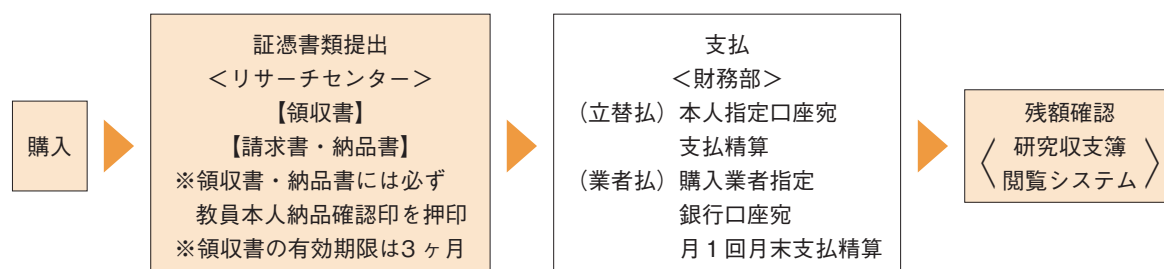 購入
証憑書類提出
＜リサーチセンター＞
【領収書】
【請求書・納品書】
※領収書・納品書には必ず
教員本人納品確認印を押印
※領収書の有効期限は3ヶ月
支払
＜財務部＞
（立替払）本人指定口座宛
支払精算
（業者払）購入業者指定
銀行口座宛
月1回月末支払精算
残額確認
〈研究収支簿
閲覧システム〉